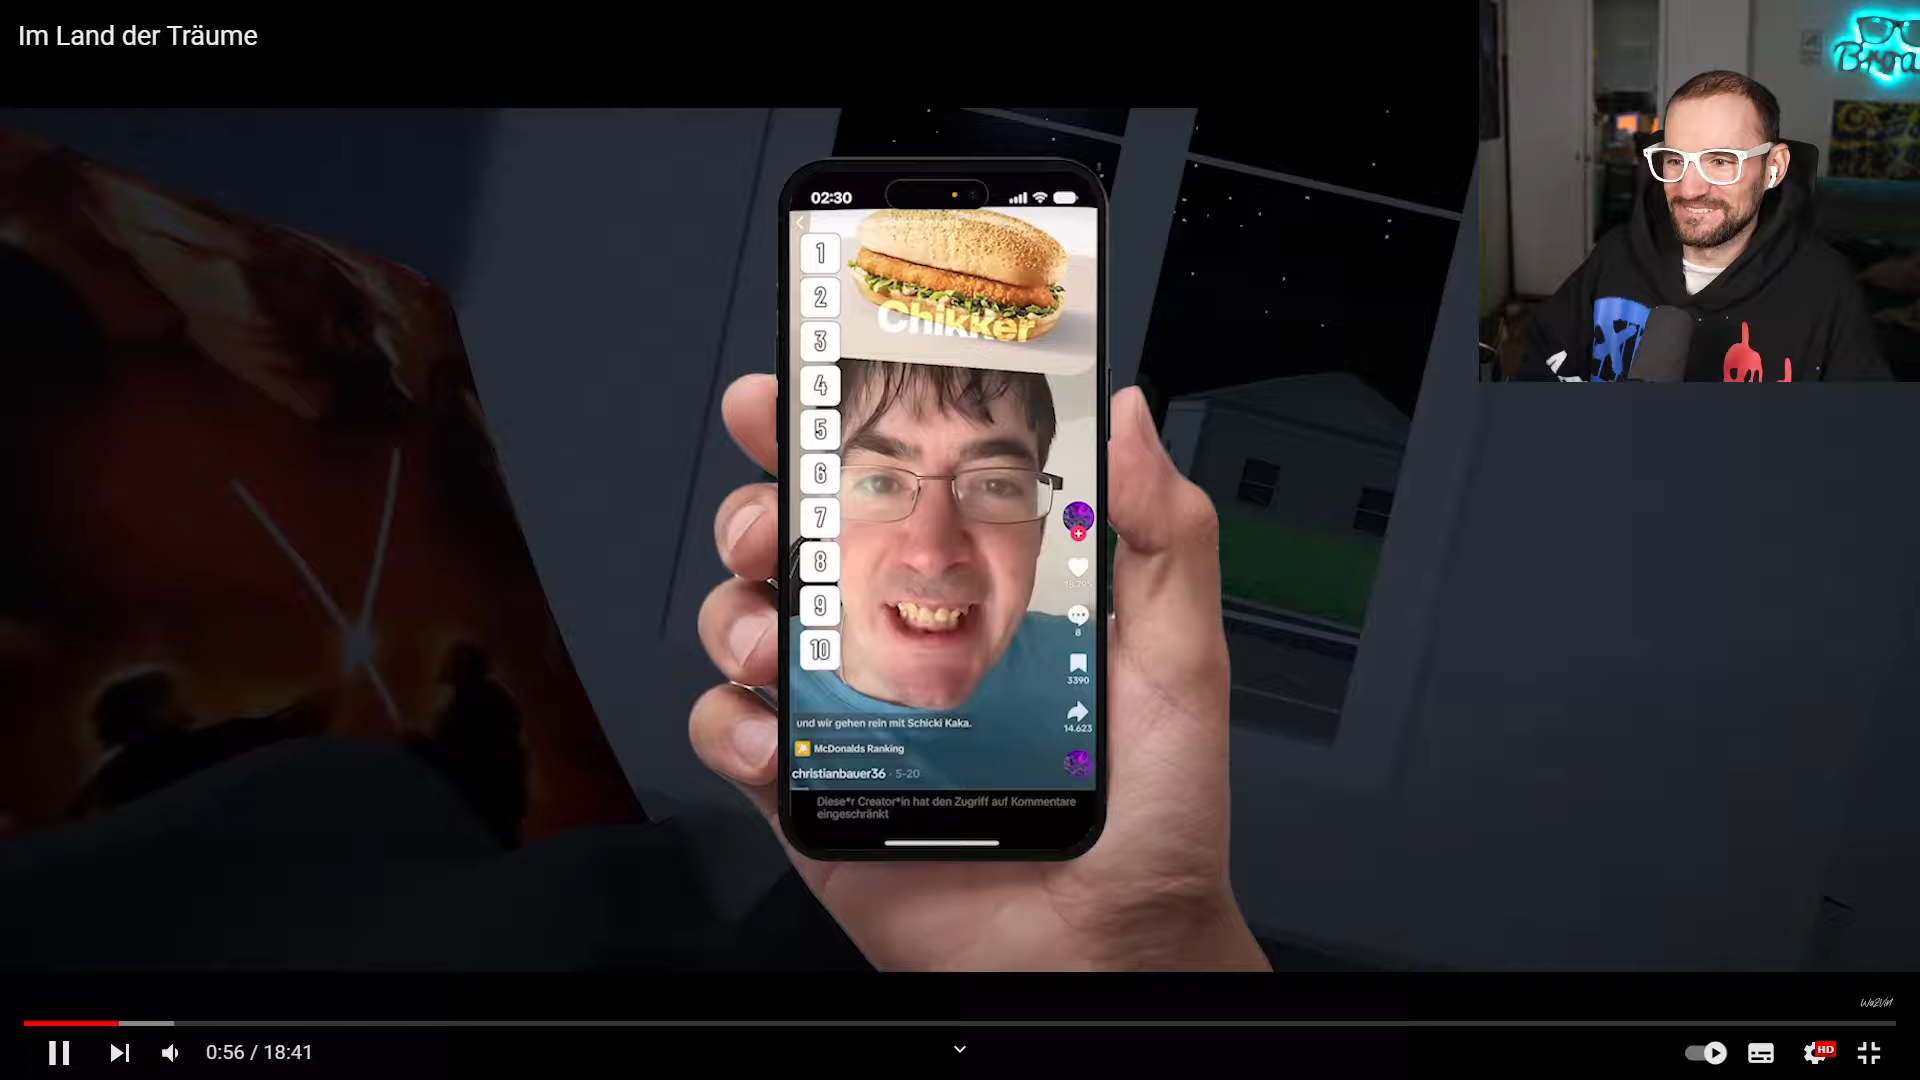 Im Land der Träume
02:30
1
2
3
4
5
6
7
8
9
10
Chikker
18.795
8
3390
14.623
und wir gehen rein mit Schicki Kaka.
McDonalds Ranking
christianbauer36 · 5-20
Diese*r Creator*in hat den Zugriff auf Kommentare
eingeschränkt
0:56 / 18:41
HD